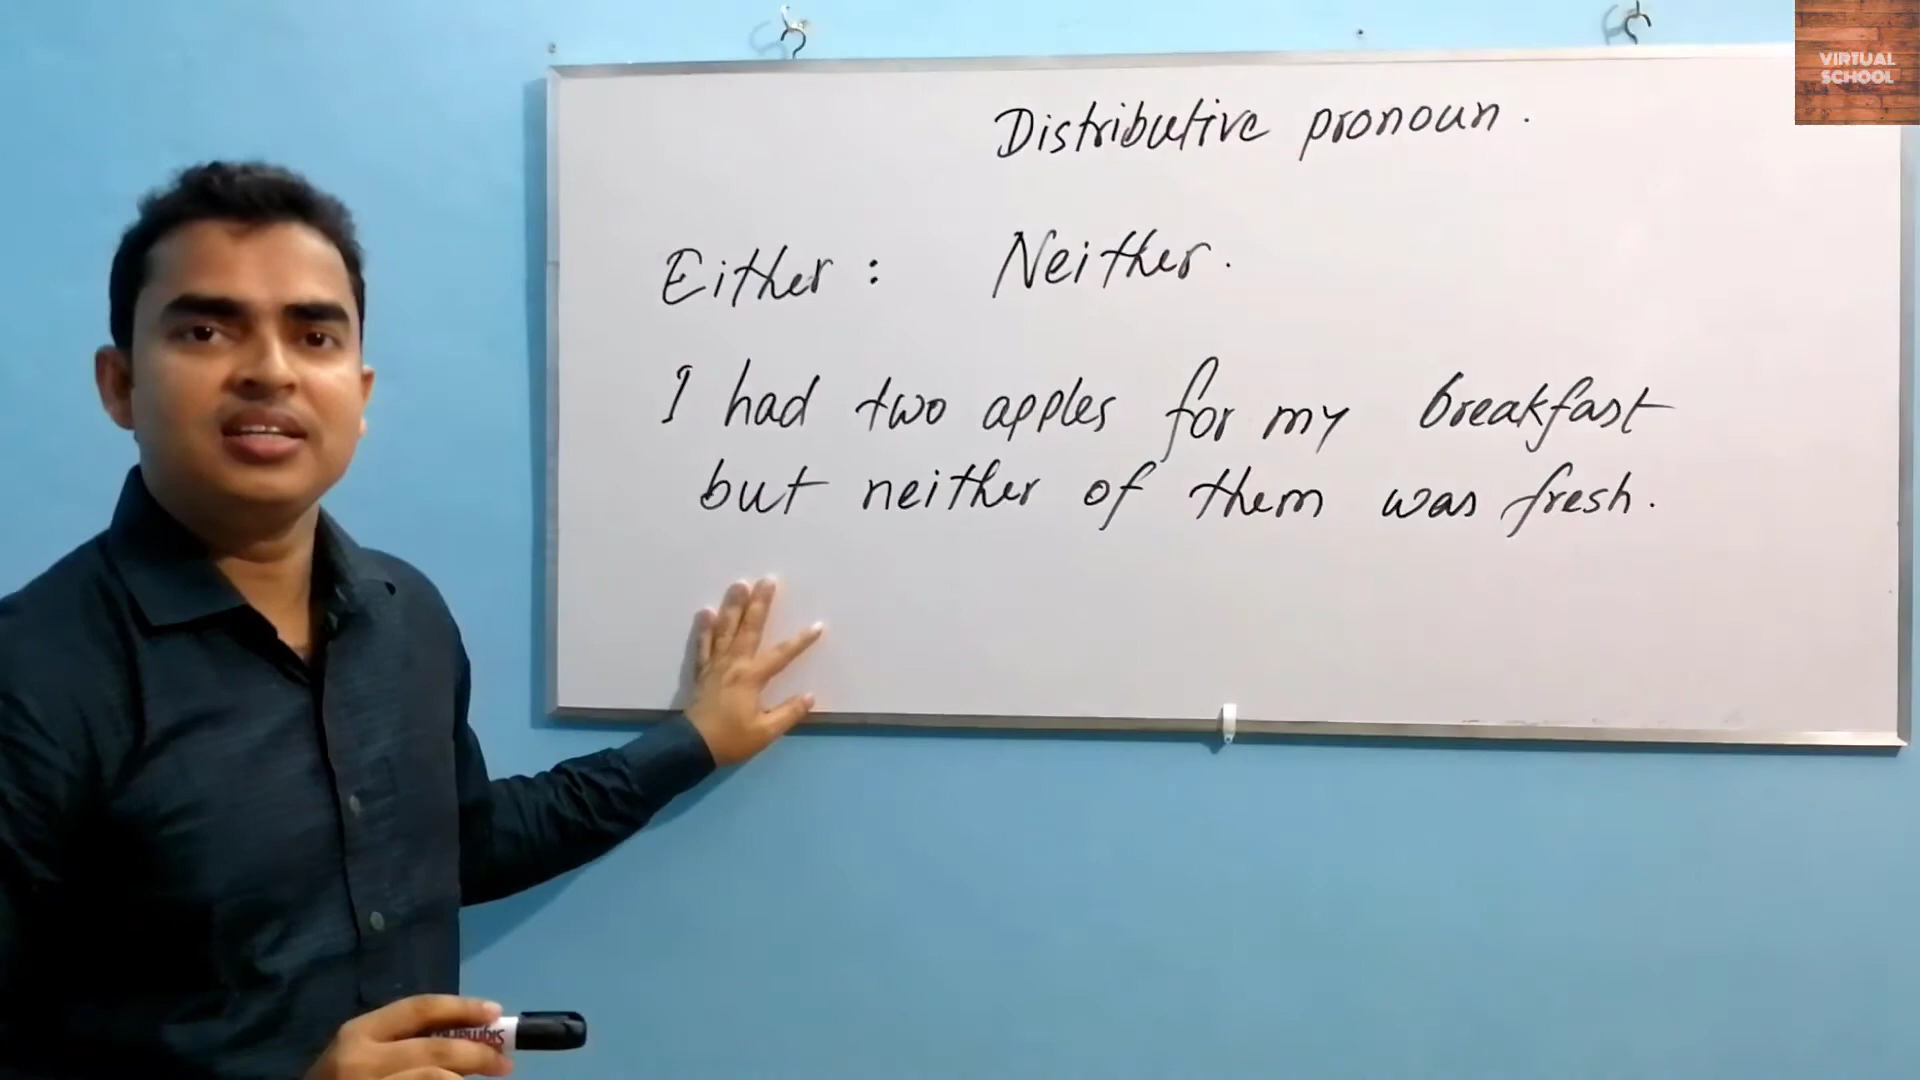 VIRTUAL
SCHOOL
Distributive pronoun.
Either : Neither.
I had two apples for my breakfast
but neither of them was fresh.